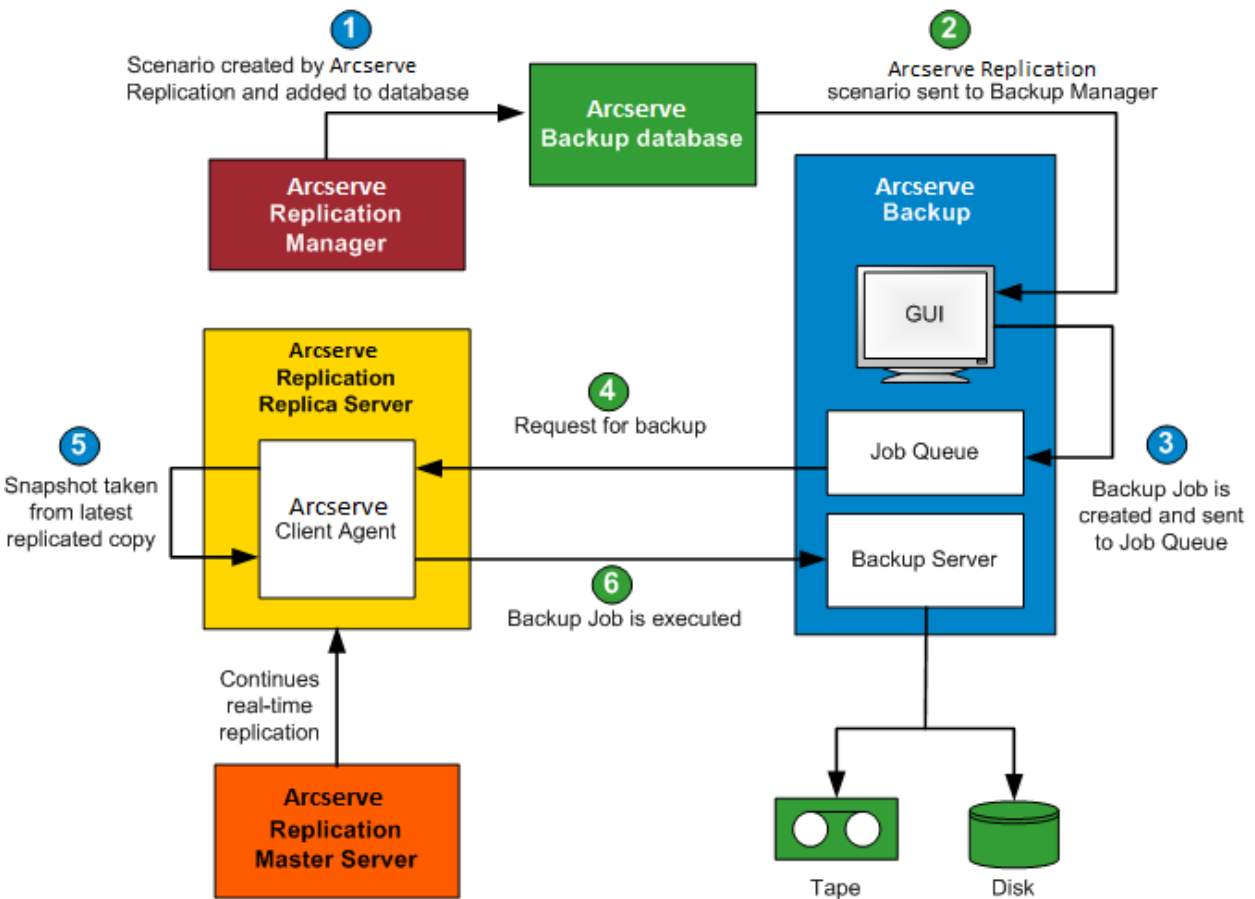 1
Scenario created by Arcserve
Replication and added to database
2
Arcserve Replication
scenario sent to Backup Manager
Arcserve
Backup database
Arcserve
Replication
Manager
Arcserve
Backup
GUI
Arcserve
Replication
Replica Server
4
Request for backup
Job Queue
3
Backup Job is
created and sent
to Job Queue
5
Snapshot taken
from latest
replicated copy
Arcserve
Client Agent
Backup Server
6
Backup Job is executed
Continues
real-time
replication
Arcserve
Replication
Master Server
Tape
Disk